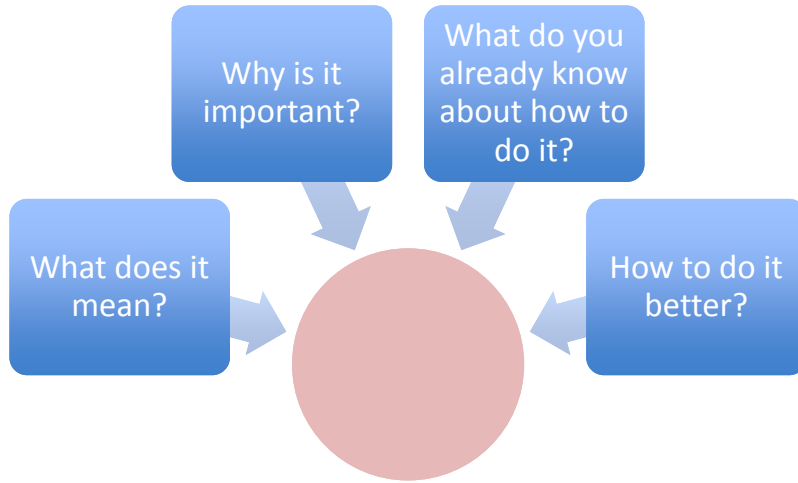 What does it
mean?
Why is it
important?
What do you
already know
about how to
do it?
How to do it
better?